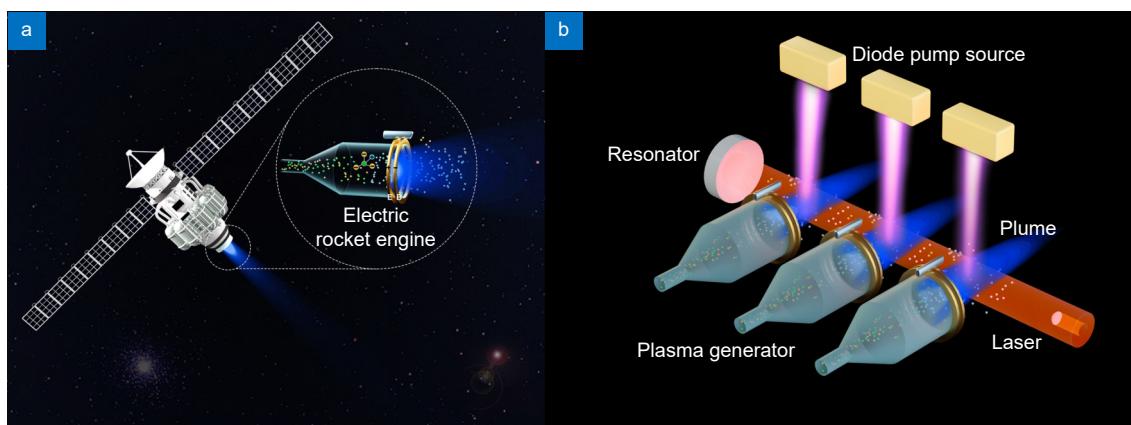 a
Electric
rocket engine
E B
b
Diode pump source
Resonator
Plume
Plasma generator
Laser